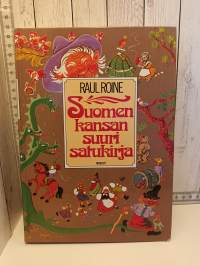 RAUL ROINE
Suomen
kansan
suuri
satukirja